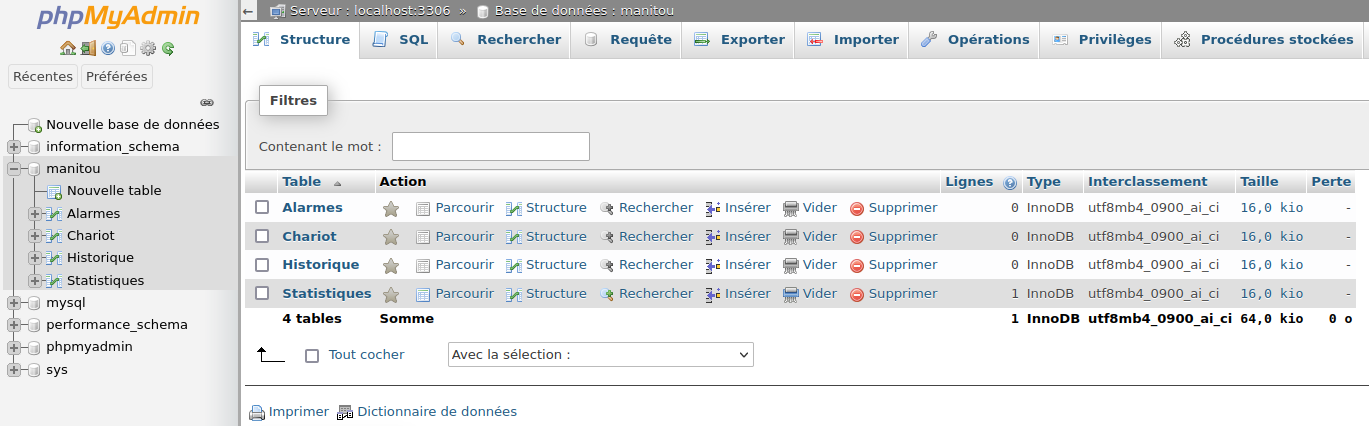 phpMyAdmin
Récentes Préférées
Nouvelle base de données
information_schema
manitou
Nouvelle table
Alarmes
Chariot
Historique
Statistiques
mysql
performance_schema
phpmyadmin
sys
← Serveur : localhost:3306 » Base de données : manitou
Structure SQL Rechercher Requête Exporter Importer Opérations Privilèges Procédures stockées
Filtres
Contenant le mot :
Table Action Lignes Type Interclassement Taille Perte
Alarmes Parcourir Structure Rechercher Insérer Vider Supprimer 0 InnoDB utf8mb4_0900_ai_ci 16,0 kio -
Chariot Parcourir Structure Rechercher Insérer Vider Supprimer 0 InnoDB utf8mb4_0900_ai_ci 16,0 kio -
Historique Parcourir Structure Rechercher Insérer Vider Supprimer 0 InnoDB utf8mb4_0900_ai_ci 16,0 kio -
Statistiques Parcourir Structure Rechercher Insérer Vider Supprimer 1 InnoDB utf8mb4_0900_ai_ci 16,0 kio -
4 tables Somme 1 InnoDB utf8mb4_0900_ai_ci 64,0 kio 0 o
Tout cocher Avec la sélection :
Imprimer Dictionnaire de données